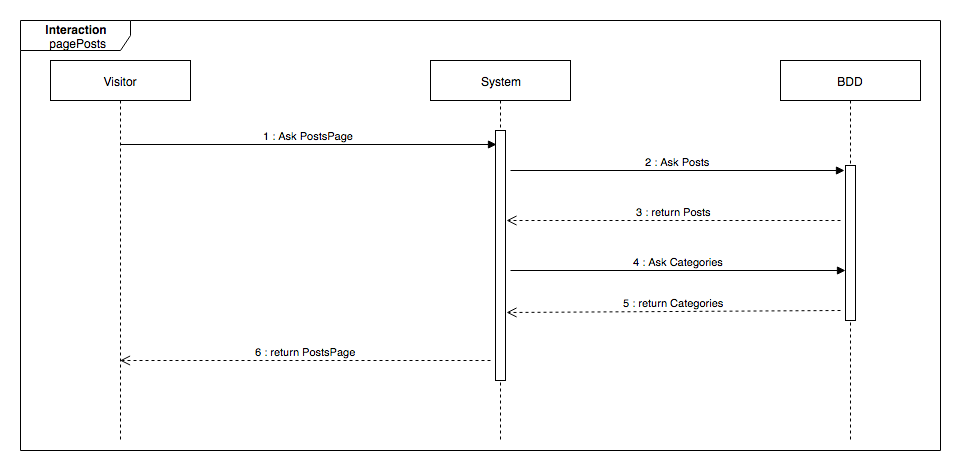 Interaction
pagePosts
Visitor
System
BDD
1 : Ask PostsPage
2 : Ask Posts
3 : return Posts
4 : Ask Categories
5 : return Categories
6 : return PostsPage